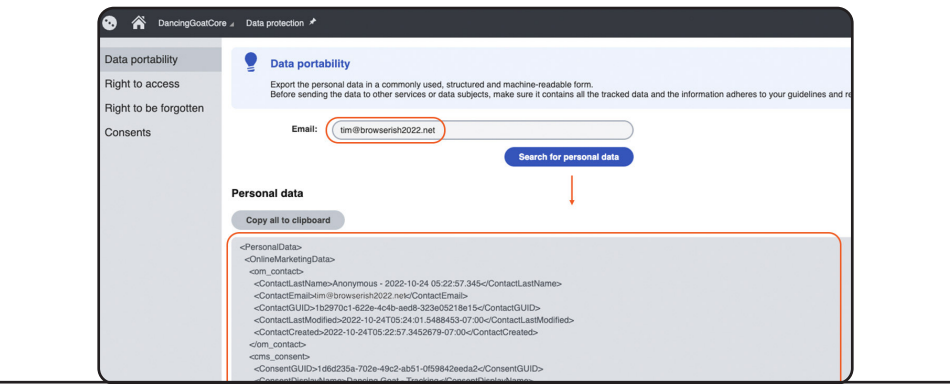 DancingGoatCore Data protection
Data portability
Right to access
Right to be forgotten
Consents
Data portability
Export the personal data in a commonly used, structured and machine-readable form.
Before sending the data to other services or data subjects, make sure it contains all the tracked data and the information adheres to your guidelines and re
Email: tim@browserish2022.net
Search for personal data
Personal data
Copy all to clipboard
<PersonalData>
<OnlineMarketingData>
<om_contact>
<ContactLastName>Anonymous - 2022-10-24 05:22:57.345</ContactLastName>
<ContactEmail>tim@browserish2022.net</ContactEmail>
<ContactGUID>1b2970c1-622e-4c4b-aed8-323e05218e15</ContactGUID>
<ContactLastModified>2022-10-24T05:24:01.5488453-07:00</ContactLastModified>
<ContactCreated>2022-10-24T05:22:57.3452679-07:00</ContactCreated>
</om_contact>
<cms_consent>
<ConsentGUID>1d6d235a-702e-49c2-ab51-0f59842eeda2</ConsentGUID>
<ConsentDisplayName>Dancing Goat - Tracking</ConsentDisplayName>